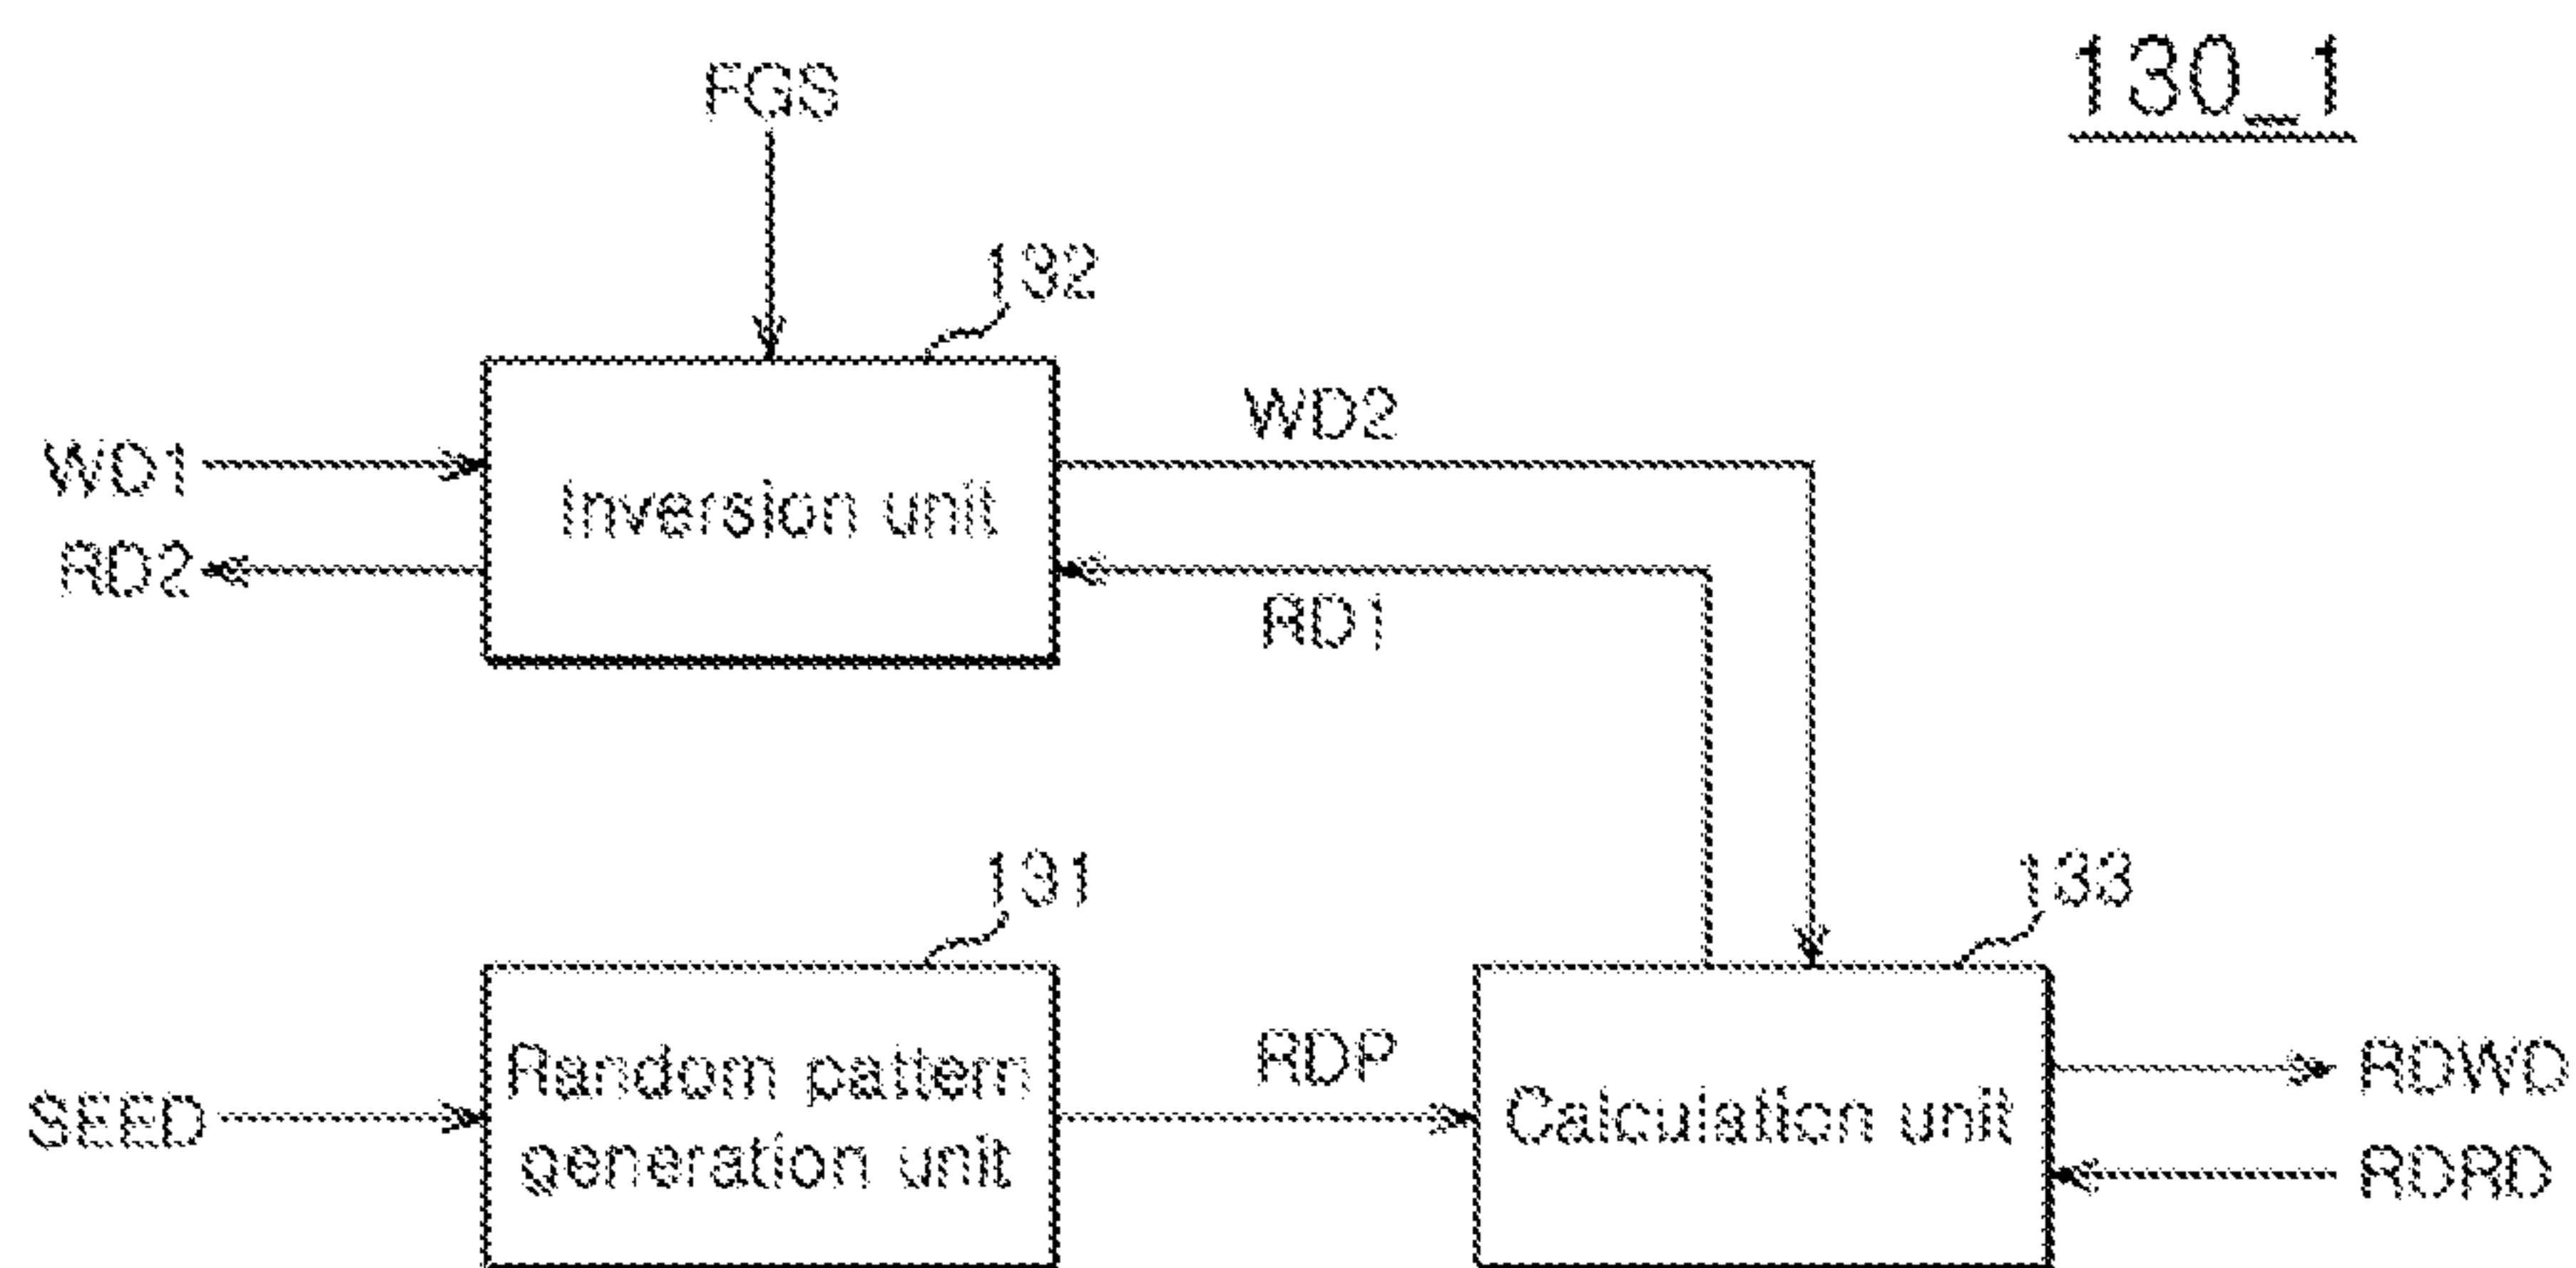 130_1
FGS
132
WD1
RD2
Inversion unit
WD2
RD1
131
133
SEED
Random pattern
generation unit
RDP
Calculation unit
RDWD
RDRD